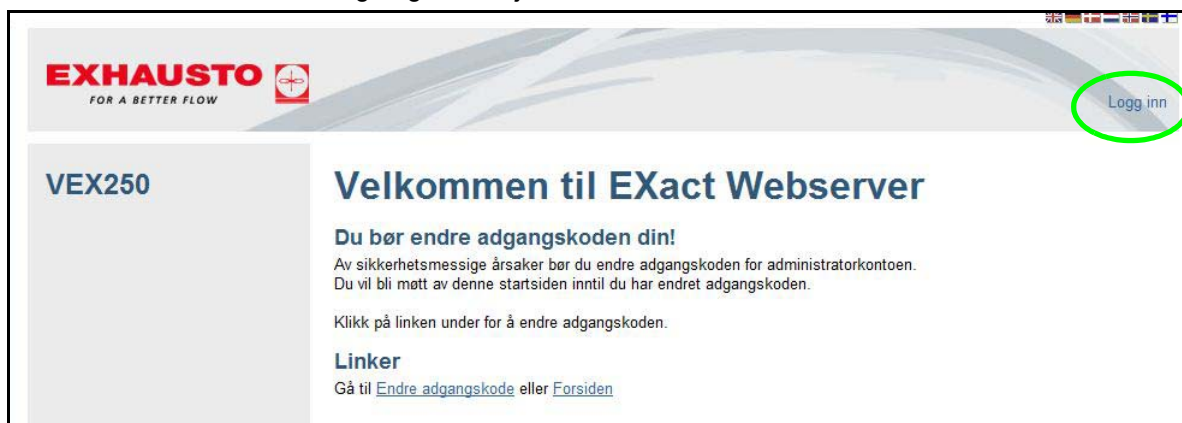 EXHAUSTO
FOR A BETTER FLOW
Logg inn
VEX250
Velkommen til EXact Webserver
Du bør endre adgangskoden din!
Av sikkerhetsmessige årsaker bør du endre adgangskoden for administratorkontoen.
Du vil bli møtt av denne startsiden inntil du har endret adgangskoden.
Klikk på linken under for å endre adgangskoden.
Linker
Gå til Endre adgangskode eller Forsiden